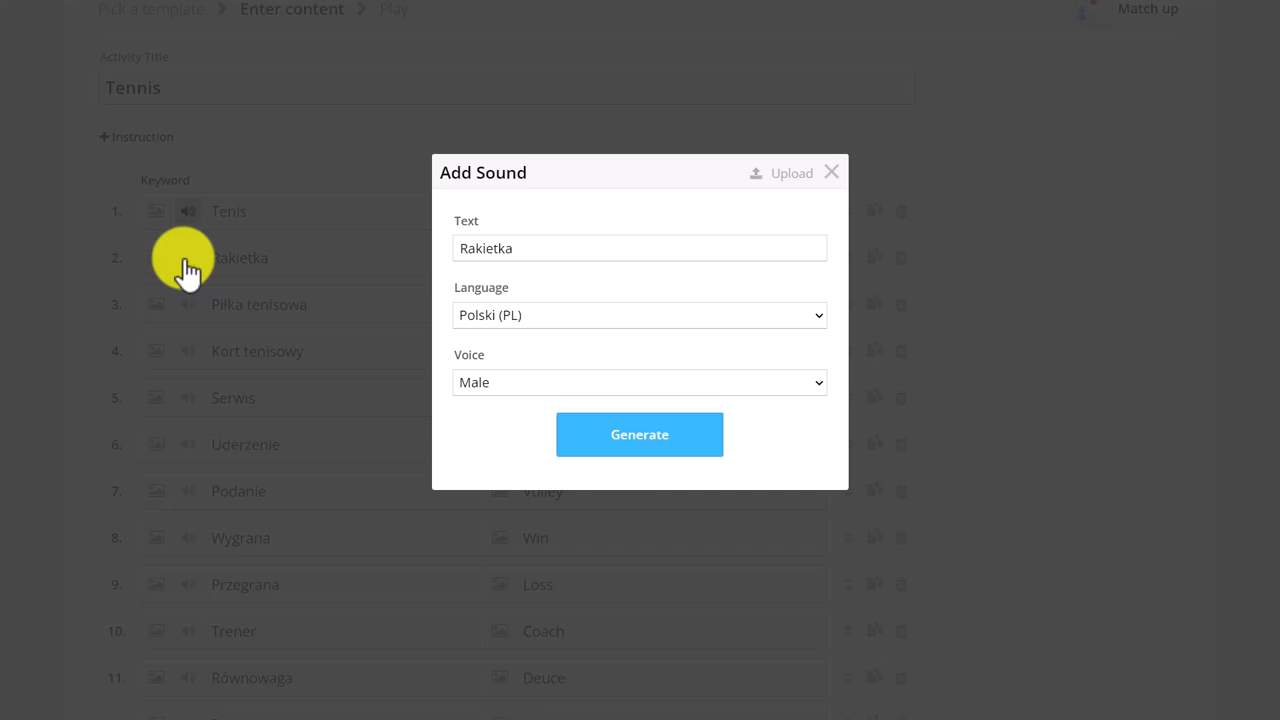 Pick a template
Enter content
Play
Match up
Activity Title
Tennis
+ Instruction
Keyword
Add Sound
Upload
Text
Rakietka
Language
Polski (PL)
Voice
Male
Generate
1. Tenis
2.
3. Piłka tenisowa
4. Kort tenisowy
5. Serwis
6. Uderzenie
7. Podanie Volley
8. Wygrana Win
9. Przegrana Loss
10. Trener Coach
11. Równowaga Deuce